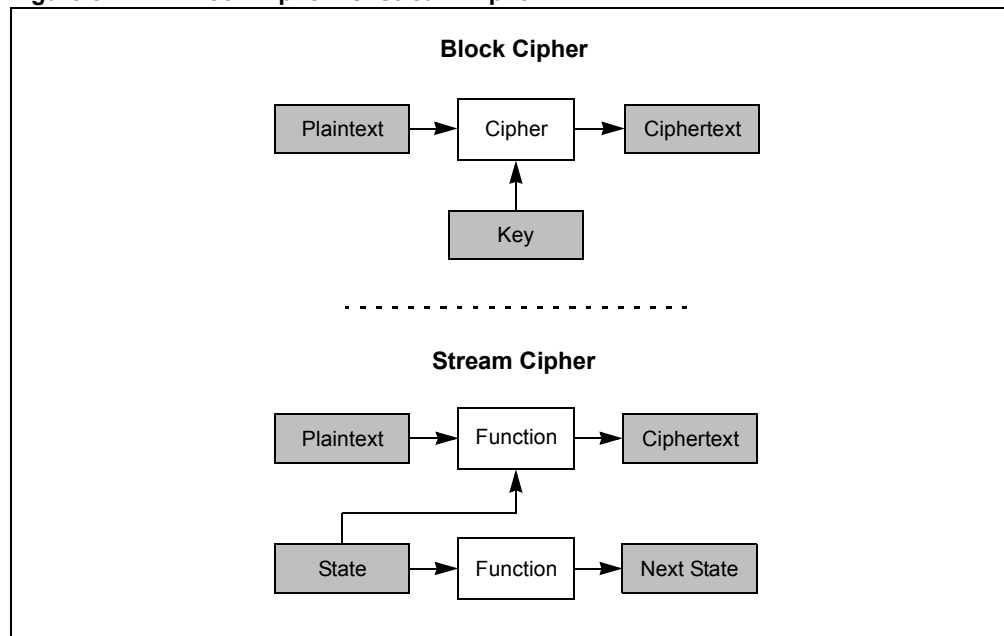 Block Cipher
Plaintext
Cipher
Ciphertext
Key
Stream Cipher
Plaintext
Function
Ciphertext
State
Function
Next State